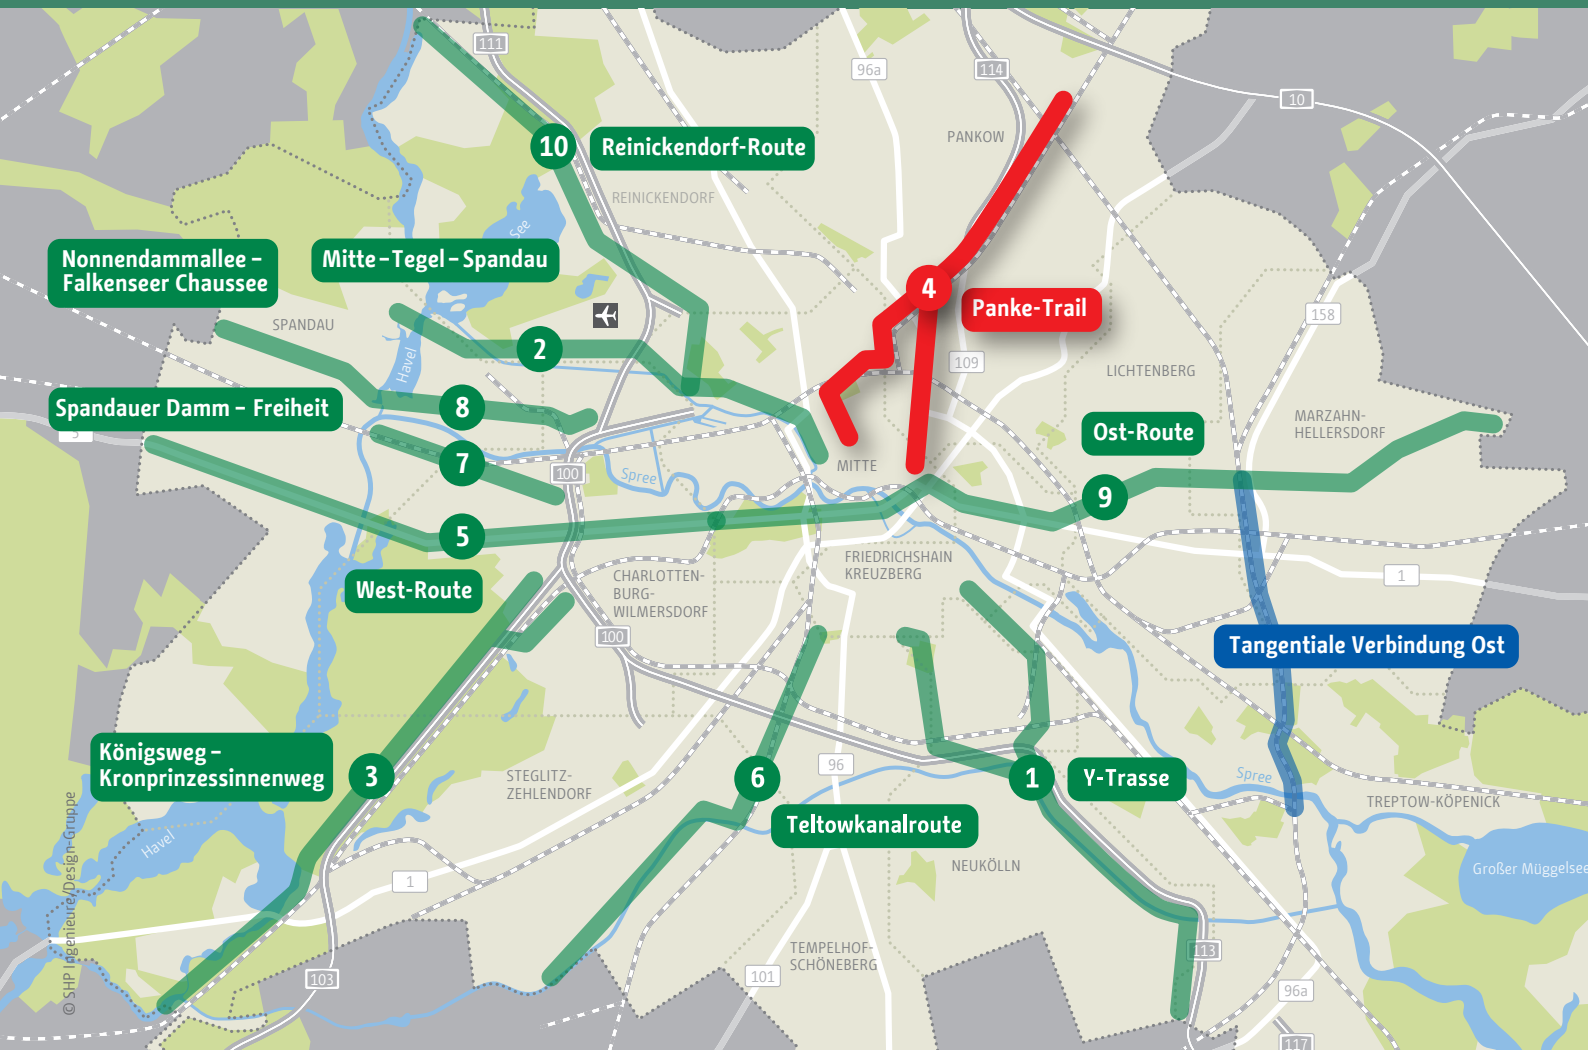 111
96a
114
10
PANKOW
10
Reinickendorf-Route
REINICKENDORF
See
Nonnendammallee –
Falkenseer Chaussee
Mitte – Tegel – Spandau
4
Panke-Trail
SPANDAU
158
2
Havel
109
LICHTENBERG
Spandauer Damm – Freiheit
8
MARZAHN-
HELLERSDORF
5
Ost-Route
7
100
Spree
MITTE
9
5
FRIEDRICHSHAIN
KREUZBERG
West-Route
CHARLOTTEN-
BURG-
WILMERSDORF
1
100
Tangentiale Verbindung Ost
Königsweg –
Kronprinzessinnenweg
3
STEGLITZ-
ZEHLENDORF
6
96
1
Y-Trasse
Spree
TREPTOW-KÖPENICK
Teltowkanalroute
Havel
NEUKÖLLN
Großer Müggelsee
1
TEMPELHOF-
SCHÖNEBERG
113
103
101
96a
117
© SHP Ingenieure/Design-Gruppe